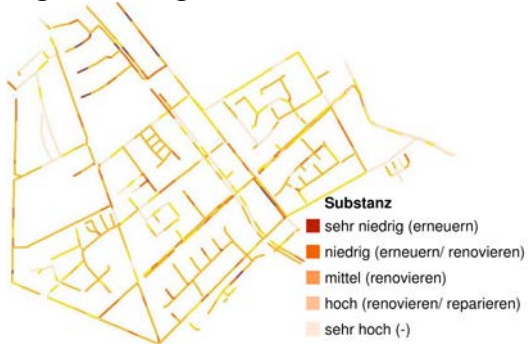 Substanz
sehr niedrig (erneuern)
niedrig (erneuern/ renovieren)
mittel (renovieren)
hoch (renovieren/ reparieren)
sehr hoch (-)